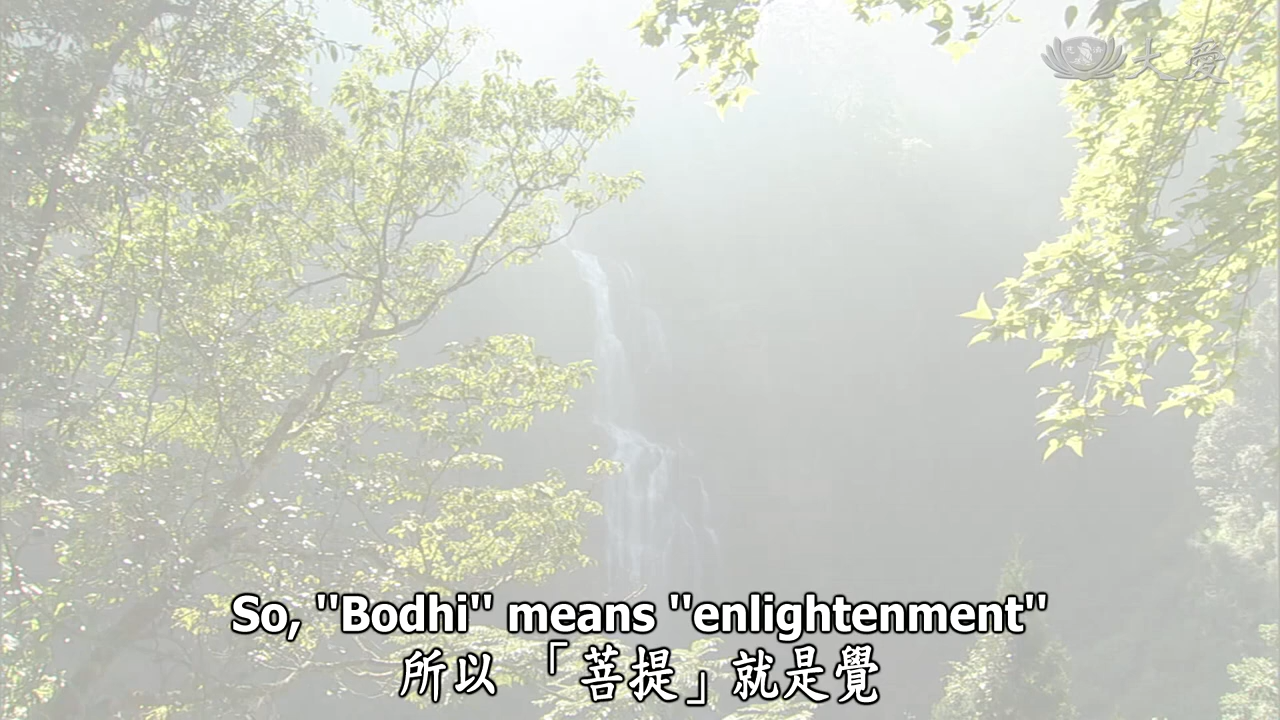 大愛
So, "Bodhi" means "enlightenment"
所以 「菩提」就是覺